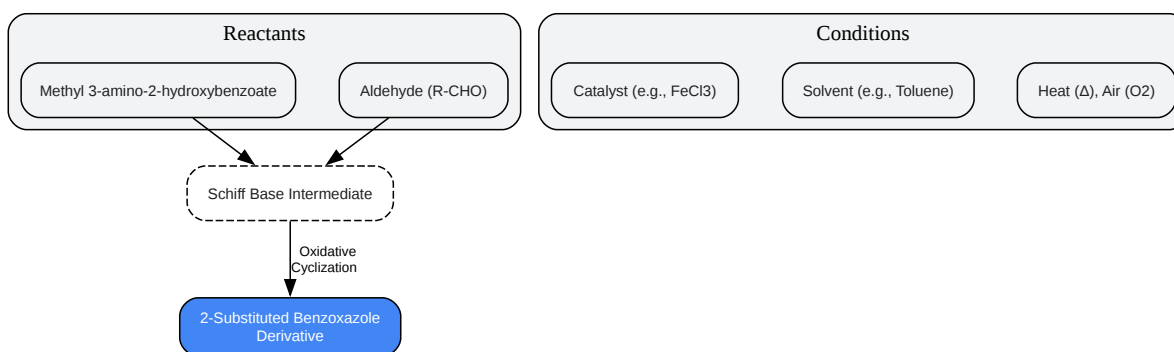 Reactants
Methyl 3-amino-2-hydroxybenzoate
Aldehyde (R-CHO)
Conditions
Catalyst (e.g., FeCl3)
Solvent (e.g., Toluene)
Heat (Δ), Air (O2)
Schiff Base Intermediate
Oxidative
Cyclization
2-Substituted Benzoxazole
Derivative